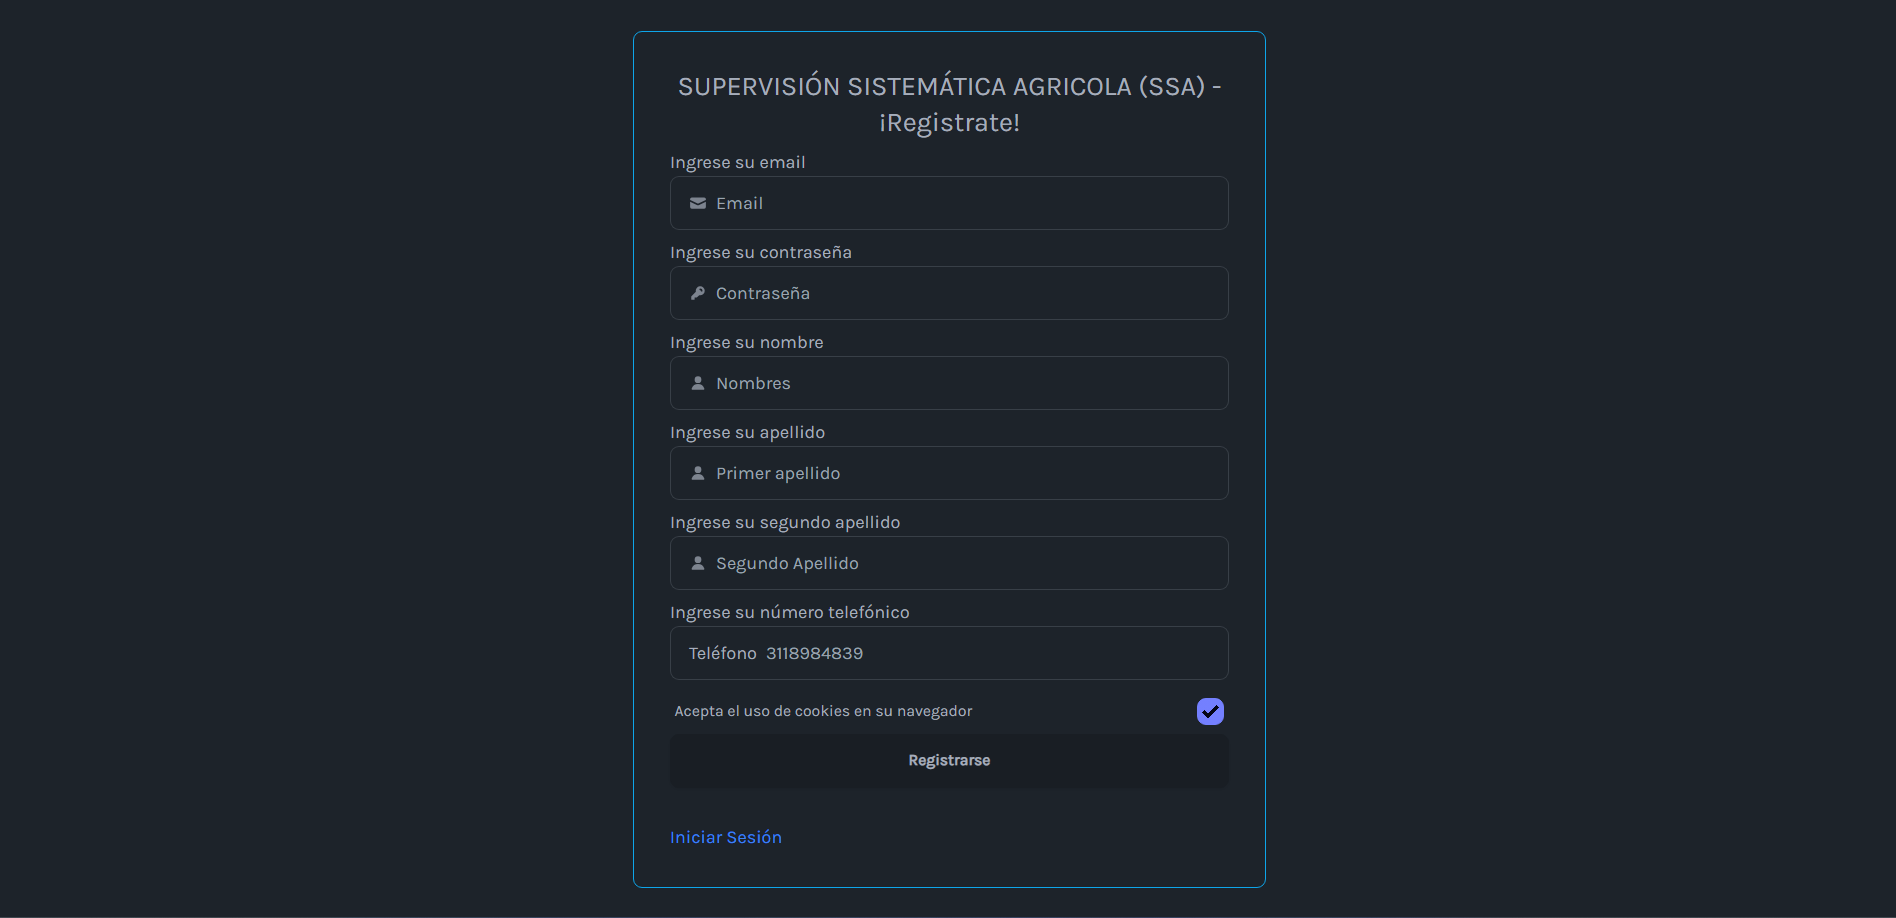 SUPERVISIÓN SISTEMÁTICA AGRICOLA (SSA) -
¡Registrate!
Ingrese su email
Email
Ingrese su contraseña
Contraseña
Ingrese su nombre
Nombres
Ingrese su apellido
Primer apellido
Ingrese su segundo apellido
Segundo Apellido
Ingrese su número telefónico
Teléfono 3118984839
Acepta el uso de cookies en su navegador
Registrarse
Iniciar Sesión